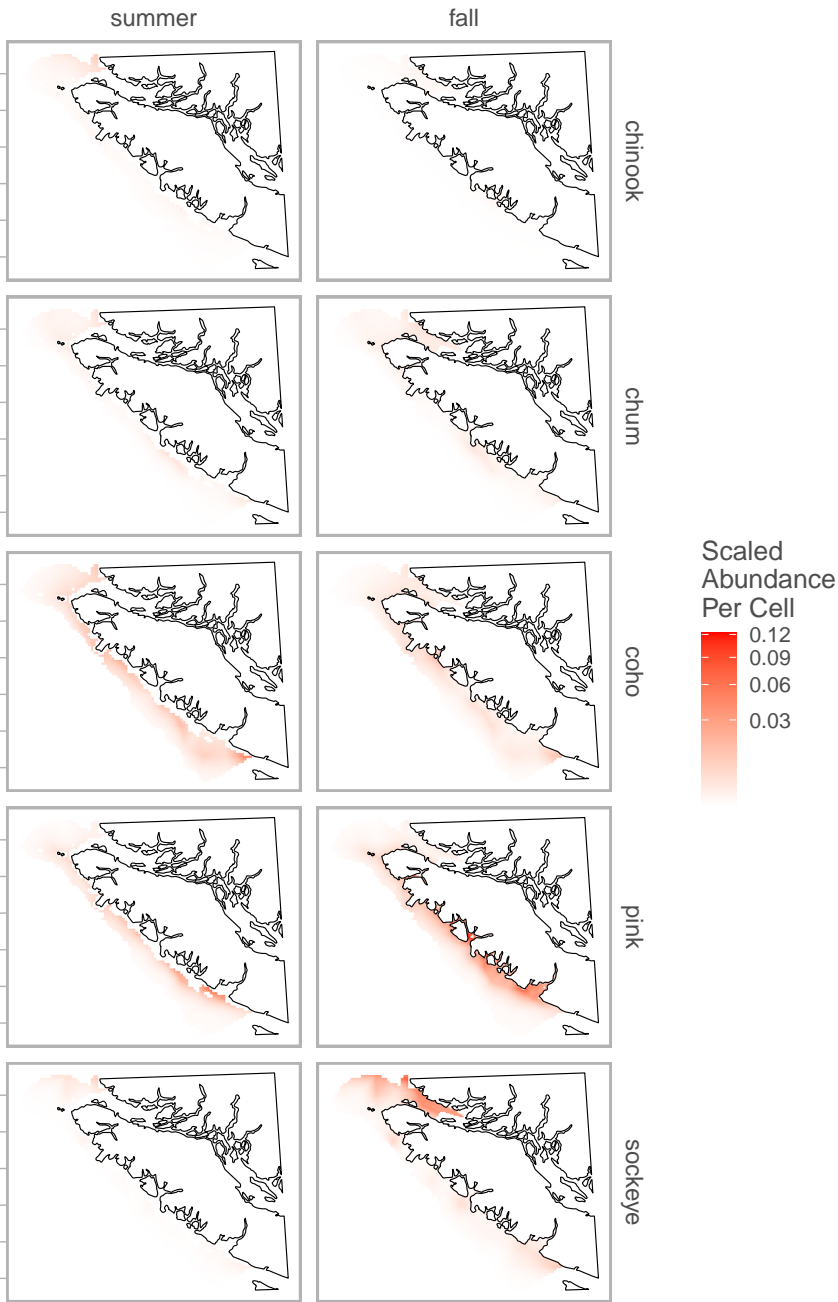 summer
fall
chinook
chum
coho
pink
sockeye
Scaled
Abundance
Per Cell
0.12
0.09
0.06
0.03